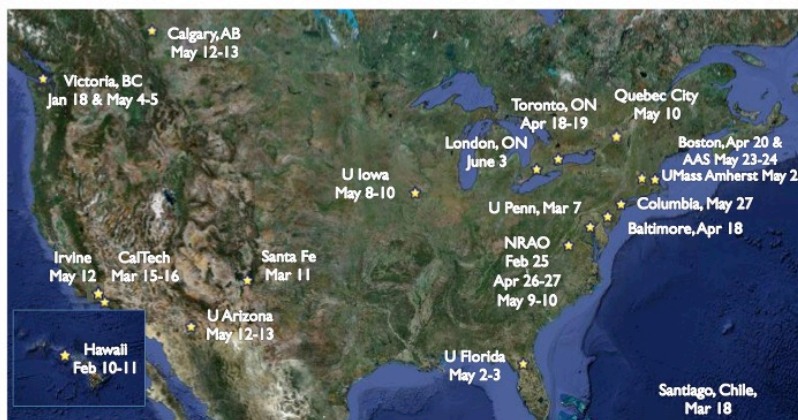 Calgary, AB
May 12-13
Victoria, BC
Jan 18 & May 4-5
Toronto, ON
Apr 18-19
Quebec City
May 10
London, ON
June 3
Boston, Apr 20 &
AAS May 23-24
UMass Amherst May 2
U Iowa
May 8-10
U Penn, Mar 7
Columbia, May 27
Baltimore, Apr 18
NRAO
Feb 25
Apr 26-27
May 9-10
Irvine
May 12
CalTech
Mar 15-16
Santa Fe
Mar 11
U Arizona
May 12-13
Hawaii
Feb 10-11
U Florida
May 2-3
Santiago, Chile,
Mar 18